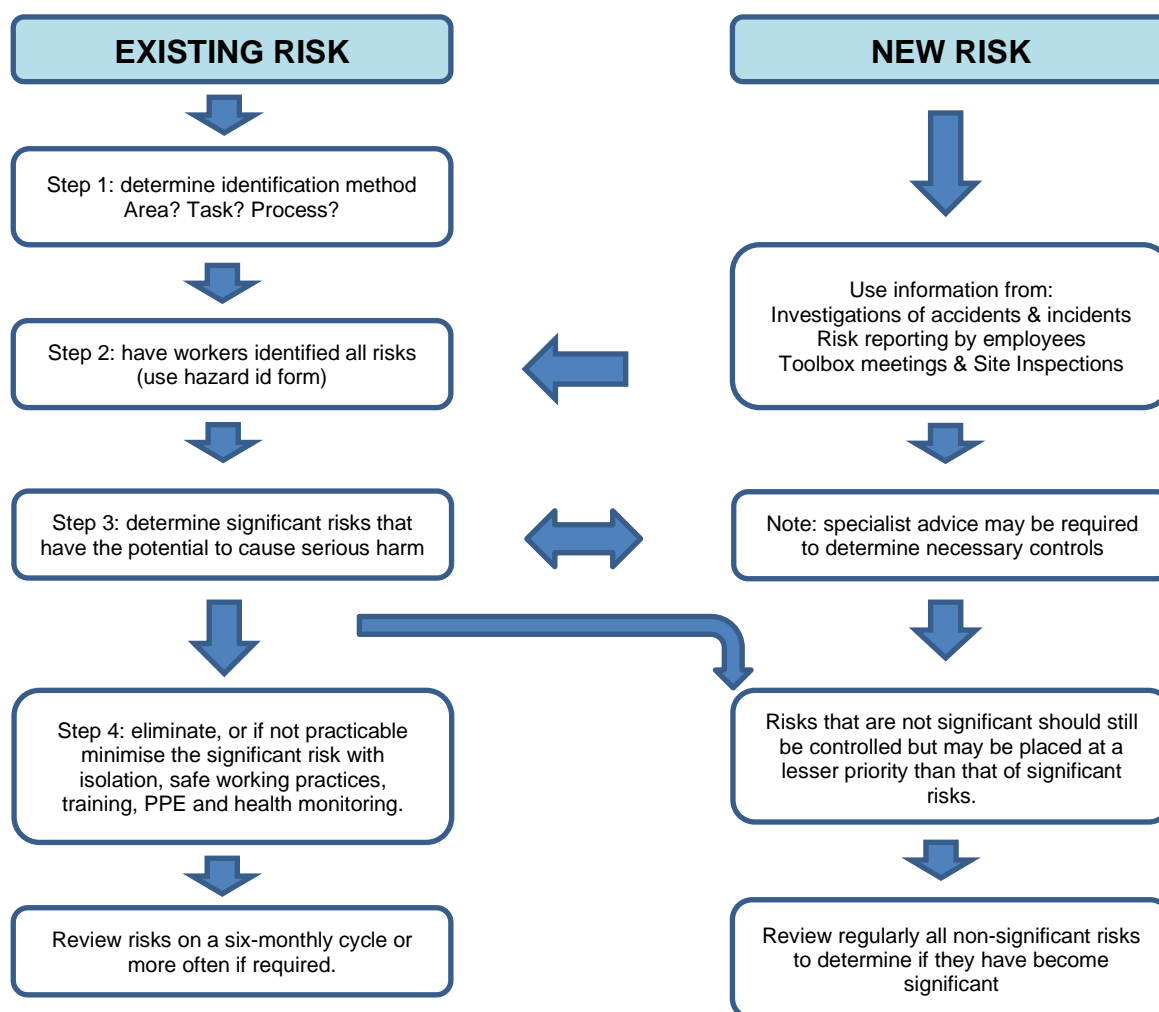 EXISTING RISK
Step 1: determine identification method
Area? Task? Process?
Step 2: have workers identified all risks
(use hazard id form)
Step 3: determine significant risks that
have the potential to cause serious harm
Step 4: eliminate, or if not practicable
minimise the significant risk with
isolation, safe working practices,
training, PPE and health monitoring.
Review risks on a six-monthly cycle or
more often if required.
NEW RISK
Use information from:
Investigations of accidents & incidents
Risk reporting by employees
Toolbox meetings & Site Inspections
Note: specialist advice may be required
to determine necessary controls
Risks that are not significant should still
be controlled but may be placed at a
lesser priority than that of significant
risks.
Review regularly all non-significant risks
to determine if they have become
significant